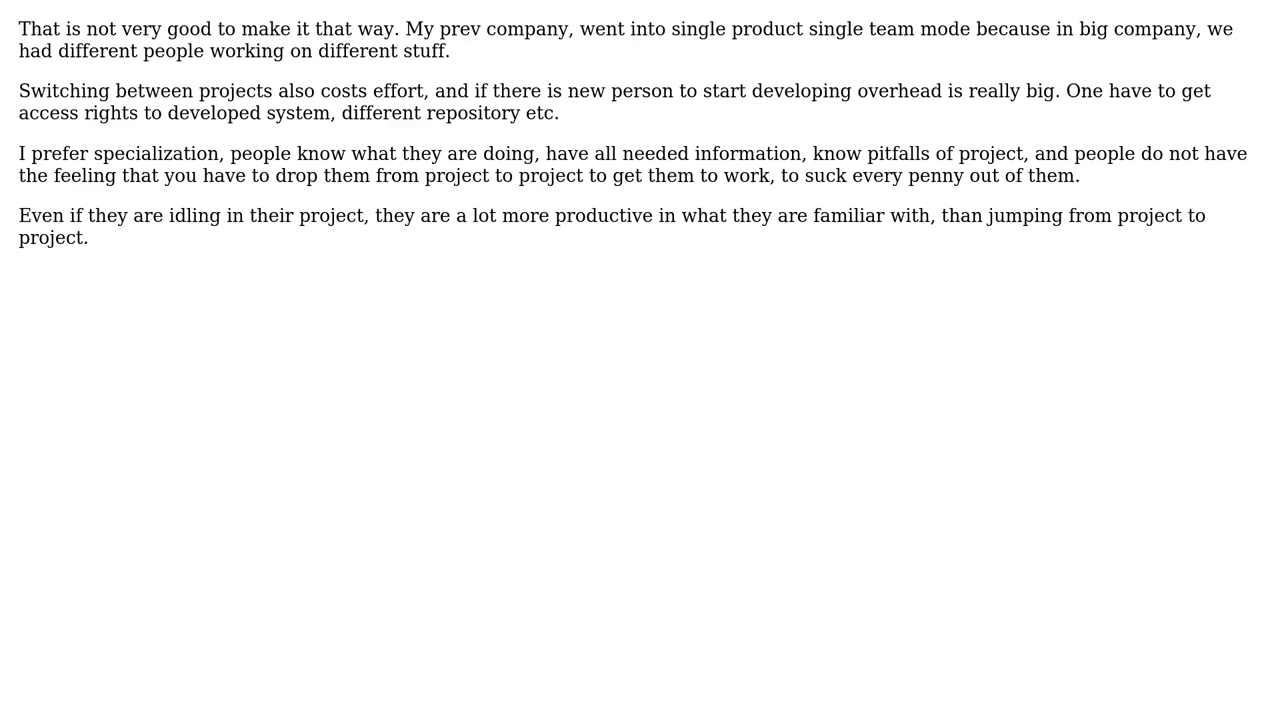 That is not very good to make it that way. My prev company, went into single product single team mode because in big company, we
had different people working on different stuff.
Switching between projects also costs effort, and if there is new person to start developing overhead is really big. One have to get
access rights to developed system, different repository etc.
I prefer specialization, people know what they are doing, have all needed information, know pitfalls of project, and people do not have
the feeling that you have to drop them from project to project to get them to work, to suck every penny out of them.
Even if they are idling in their project, they are a lot more productive in what they are familiar with, than jumping from project to
project.